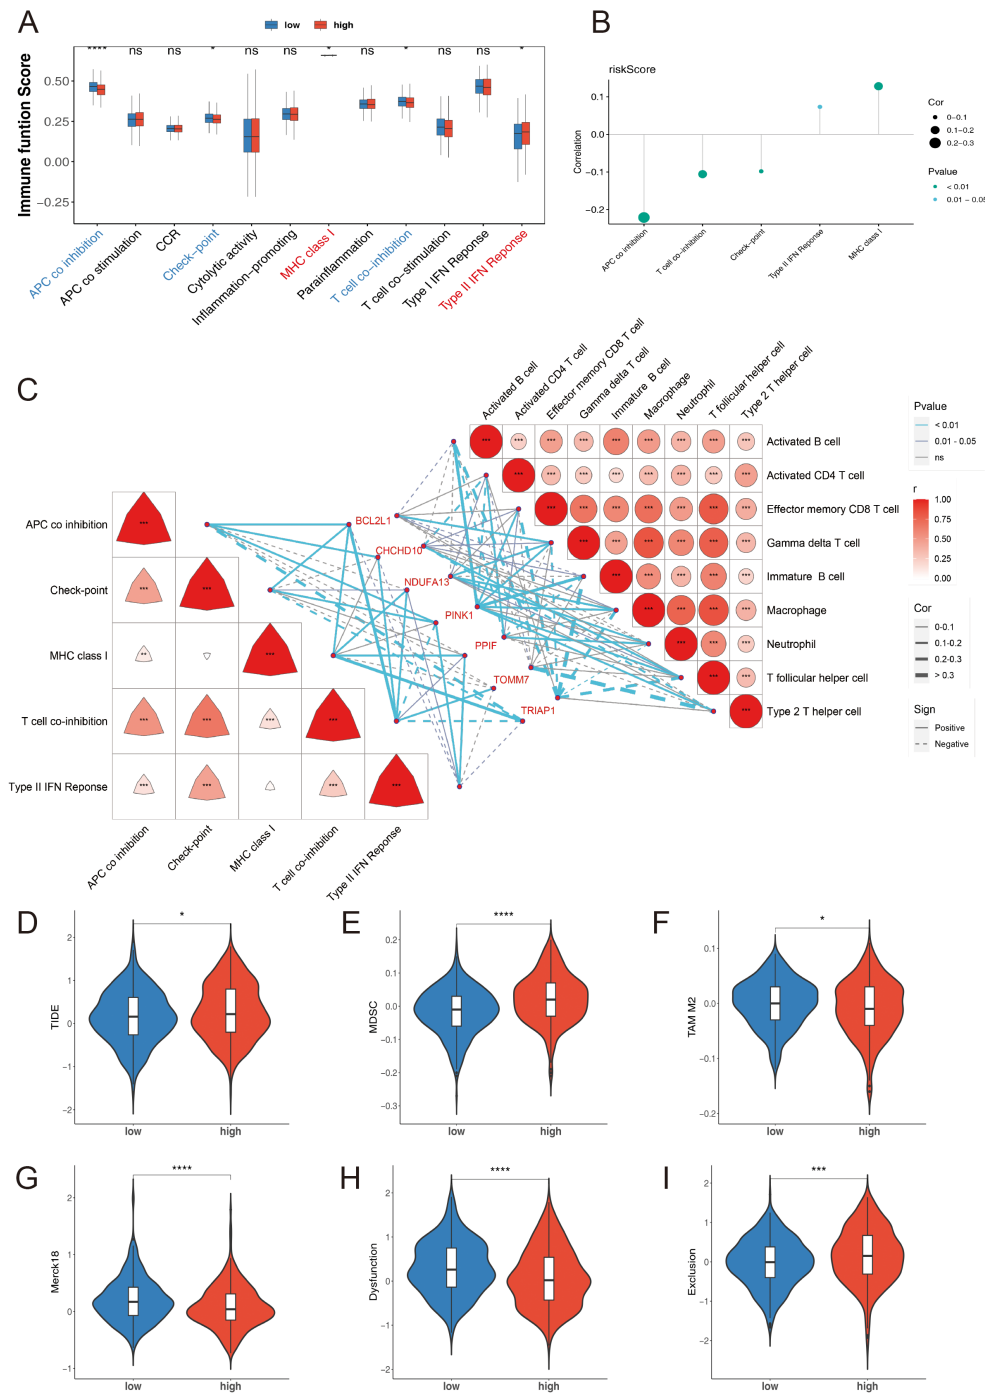 A
low high
Immune funtion Score
**** ns ns * ns ns * ns * ns ns *
0.50
0.25
0.00
−0.25
APC co inhibition
APC co stimulation
CCR
Check−point
Cytolytic activity
Inflammation−promoting
MHC class I
Parainflammation
T cell co−inhibition
T cell co−stimulation
Type I IFN Reponse
Type II IFN Reponse
B
riskScore
Correlation
0.1
0.0
−0.1
−0.2
APC co inhibition
T cell co−inhibition
Check−point
Type II IFN Reponse
MHC class I
Cor
0−0.1
0.1−0.2
0.2−0.3
Pvalue
< 0.01
0.01 − 0.05
C
Activated B cell
Activated CD4 T cell
Effector memory CD8 T cell
Gamma delta T cell
Immature B cell
Macrophage
Neutrophil
T follicular helper cell
Type 2 T helper cell
*** *** *** *** *** *** *** *** *** Activated B cell
*** *** *** *** *** *** *** *** Activated CD4 T cell
*** *** *** *** *** *** *** Effector memory CD8 T cell
*** *** *** *** *** *** Gamma delta T cell
*** *** *** *** *** Immature B cell
*** *** *** *** Macrophage
*** *** *** Neutrophil
*** *** T follicular helper cell
*** Type 2 T helper cell
BCL2L1
CHCHD10
NDUFA13
PINK1
PPIF
TOMM7
TRIAP1
APC co inhibition ***
Check-point *** ***
MHC class I ** ***
T cell co-inhibition *** *** *** ***
Type II IFN Reponse *** *** *** ***
APC co inhibition
Check-point
MHC class I
T cell co-inhibition
Type II IFN Reponse
Pvalue
< 0.01
0.01 - 0.05
ns
r
1.00
0.75
0.50
0.25
0.00
Cor
0-0.1
0.1-0.2
0.2-0.3
> 0.3
Sign
Positive
Negative
D
*
TIDE
2
1
0
−1
−2
low high
E
****
MDSC
0.2
0.1
0.0
−0.1
−0.2
−0.3
low high
F
*
TAM M2
0.1
0.0
−0.1
−0.2
low high
G
****
Merck18
2
1
0
−1
low high
H
****
Dysfunction
2
1
0
−1
−2
low high
I
***
Exclusion
2
1
0
−1
−2
low high